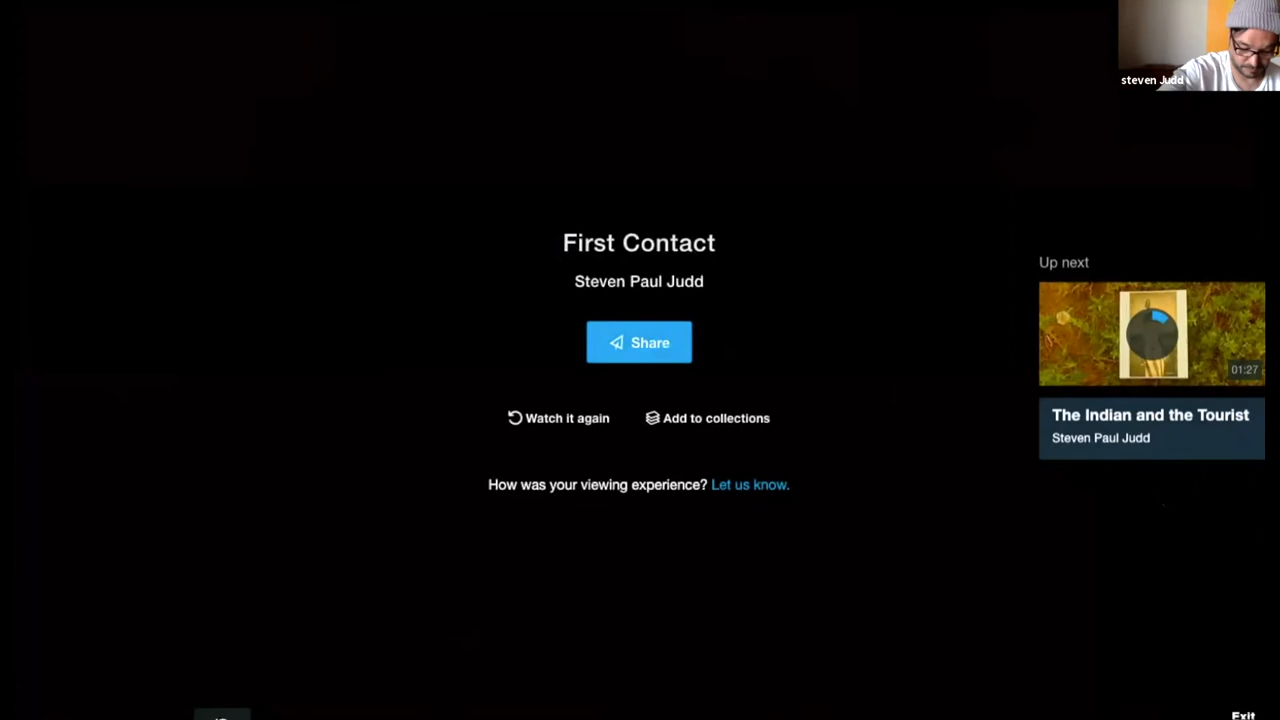 steven Judd
First Contact
Steven Paul Judd
Share
Watch it again
Add to collections
How was your viewing experience? Let us know.
Up next
01:27
The Indian and the Tourist
Steven Paul Judd
Exit